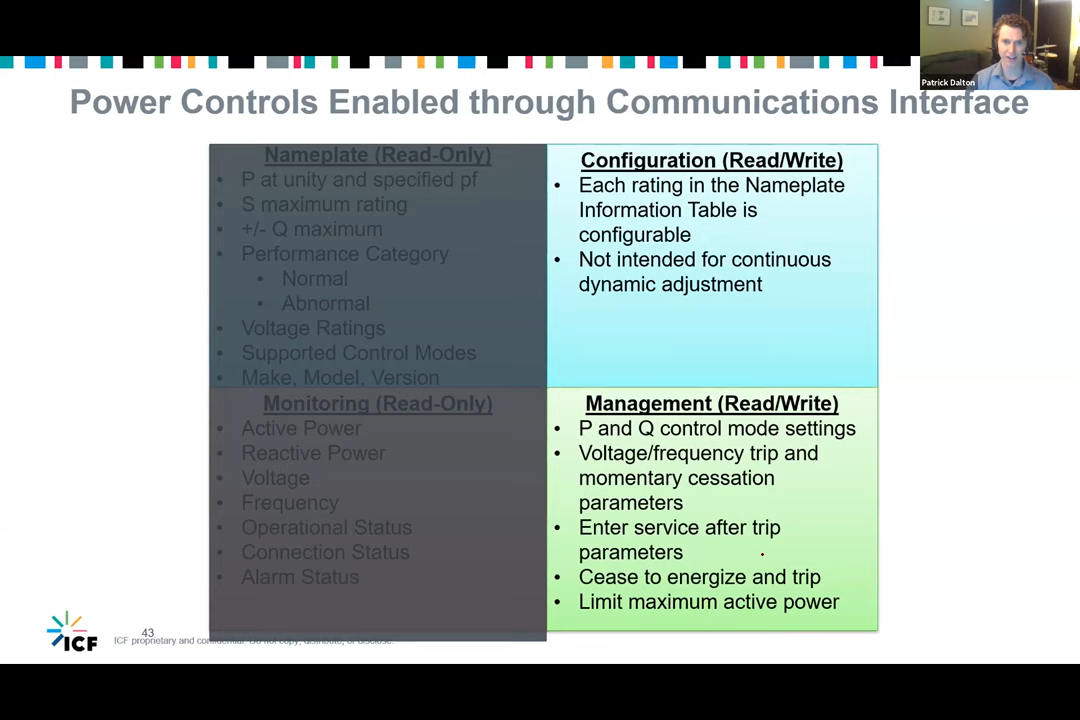 Patrick Dalton
Power Controls Enabled through Communications Interface
Nameplate (Read-Only)
• P at unity and specified pf
• S maximum rating
• +/- Q maximum
• Performance Category
• Normal
• Abnormal
• Voltage Ratings
• Supported Control Modes
• Make, Model, Version
Configuration (Read/Write)
• Each rating in the Nameplate
Information Table is
configurable
• Not intended for continuous
dynamic adjustment
Monitoring (Read-Only)
• Active Power
• Reactive Power
• Voltage
• Frequency
• Operational Status
• Connection Status
• Alarm Status
Management (Read/Write)
• P and Q control mode settings
• Voltage/frequency trip and
momentary cessation
parameters
• Enter service after trip
parameters
• Cease to energize and trip
• Limit maximum active power
ICF
43
ICF proprietary and confidential. Do not copy, distribute, or disclose.